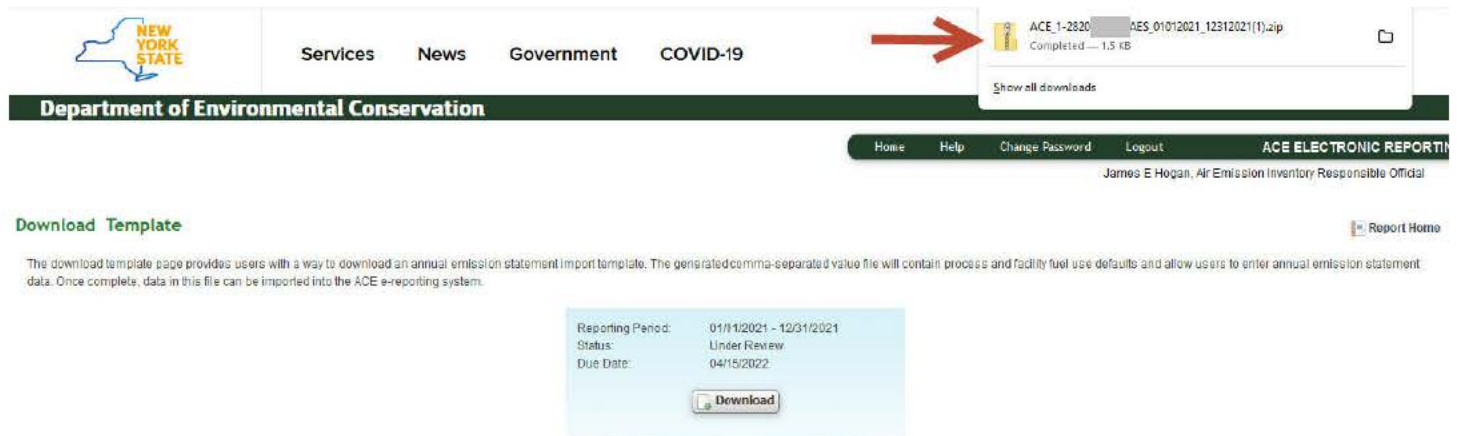 NEW
YORK
STATE
Services News Government COVID-19
ACE_1-2820 AES_01012021_12312021(1).zip
Completed — 1.5 KB
Show all downloads
Department of Environmental Conservation
Home Help Change Password Logout ACE ELECTRONIC REPORTIN
James E Hogan, Air Emission Inventory Responsible Official
Download Template
Report Home
The download template page provides users with a way to download an annual emission statement import template. The generated comma-separated value file will contain process and facility fuel use defaults and allow users to enter annual emission statement
data. Once complete, data in this file can be imported into the ACE e-reporting system.
Reporting Period: 01/01/2021 - 12/31/2021
Status: Under Review
Due Date: 04/15/2022
Download